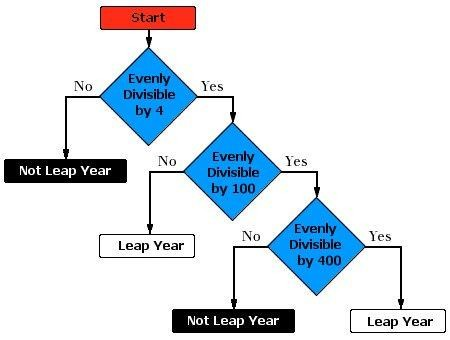 Start
Evenly
Divisible
by 4
No
Yes
Not Leap Year
Evenly
Divisible
by 100
No
Yes
Leap Year
Evenly
Divisible
by 400
No
Yes
Not Leap Year
Leap Year